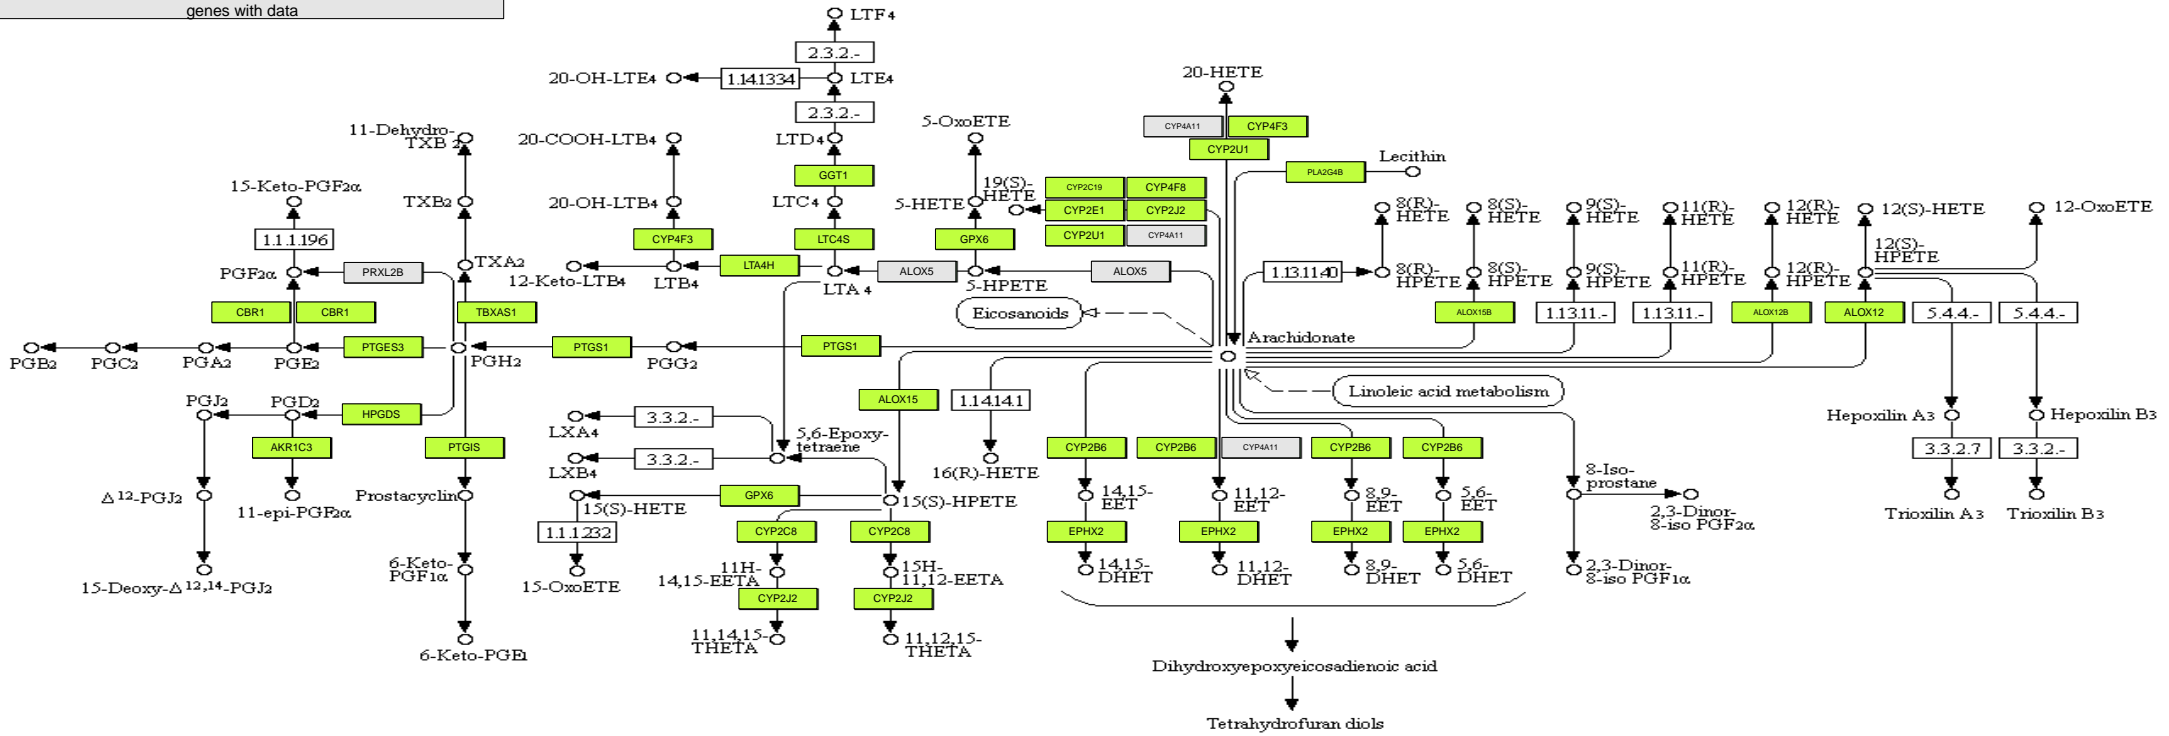 genes with data
LTF4
2.3.2.-
20-OH-LTE4
1.14.1334
LTE4
2.3.2.-
20-HETE
11-Dehydro-
TXB 2
20-COOH-LTB4
LTD4
5-OxoETE
CYP4A11
CYP4F3
CYP2U1
Lecithin
PLA2G4B
GGT1
15-Keto-PGF2α
TXB2
20-OH-LTB4
LTC4
5-HETE
19(S)-
HETE
CYP2C19
CYP4F8
CYP2E1
CYP2J2
CYP2U1
CYP4A11
8(R)-
HETE
8(S)-
HETE
9(S)-
HETE
11(R)-
HETE
12(R)-
HETE
12(S)-HETE
12-OxoETE
1.1.1.196
CYP4F3
LTC4S
GPX6
12(S)-
HPETE
PGF2α
PRXL2B
TXA2
12-Keto-LTB4
LTB4
LTA4H
LTA 4
ALOX5
5-HPETE
ALOX5
1.13.11.40
8(R)-
HPETE
8(S)-
HPETE
9(S)-
HPETE
11(R)-
HPETE
12(R)-
HPETE
CBR1
CBR1
TBXAS1
Eicosanoids
ALOX15B
1.13.11.-
1.13.11.-
ALOX12B
ALOX12
5.4.4.-
5.4.4.-
PGB2
PGC2
PGA2
PGE2
PTGES3
PGH2
PTGS1
PGG2
PTGS1
Arachidonate
Linoleic acid metabolism
PGJ2
PGD2
HPGDS
ALOX15
1.14.14.1
Hepoxilin A3
Hepoxilin B3
LXA4
3.3.2.-
AKR1C3
PTGIS
5,6-Epoxy-
tetraene
CYP2B6
CYP2B6
CYP4A11
CYP2B6
CYP2B6
3.3.2.7
3.3.2.-
LXB4
3.3.2.-
16(R)-HETE
8-Iso-
prostane
Δ12-PGJ2
11-epi-PGF2α
Prostacyclin
15(S)-HETE
GPX6
15(S)-HPETE
14,15-
EET
11,12-
EET
8,9-
EET
5,6-
EET
2,3-Dinor-
8-iso PGF2α
Trioxilin A3
Trioxilin B3
1.1.1.232
CYP2C8
CYP2C8
EPHX2
EPHX2
EPHX2
EPHX2
15-Deoxy-Δ12,14-PGJ2
6-Keto-
PGF1α
15-OxoETE
11H-
14,15-EETA
15H-
11,12-EETA
14,15-
DHET
11,12-
DHET
8,9-
DHET
5,6-
DHET
2,3-Dinor-
8-iso PGF1α
CYP2J2
CYP2J2
6-Keto-PGE1
11,14,15-
THETA
11,12,15-
THETA
Dihydroxyepoxyeicosadienoic acid
Tetrahydrofuran diols